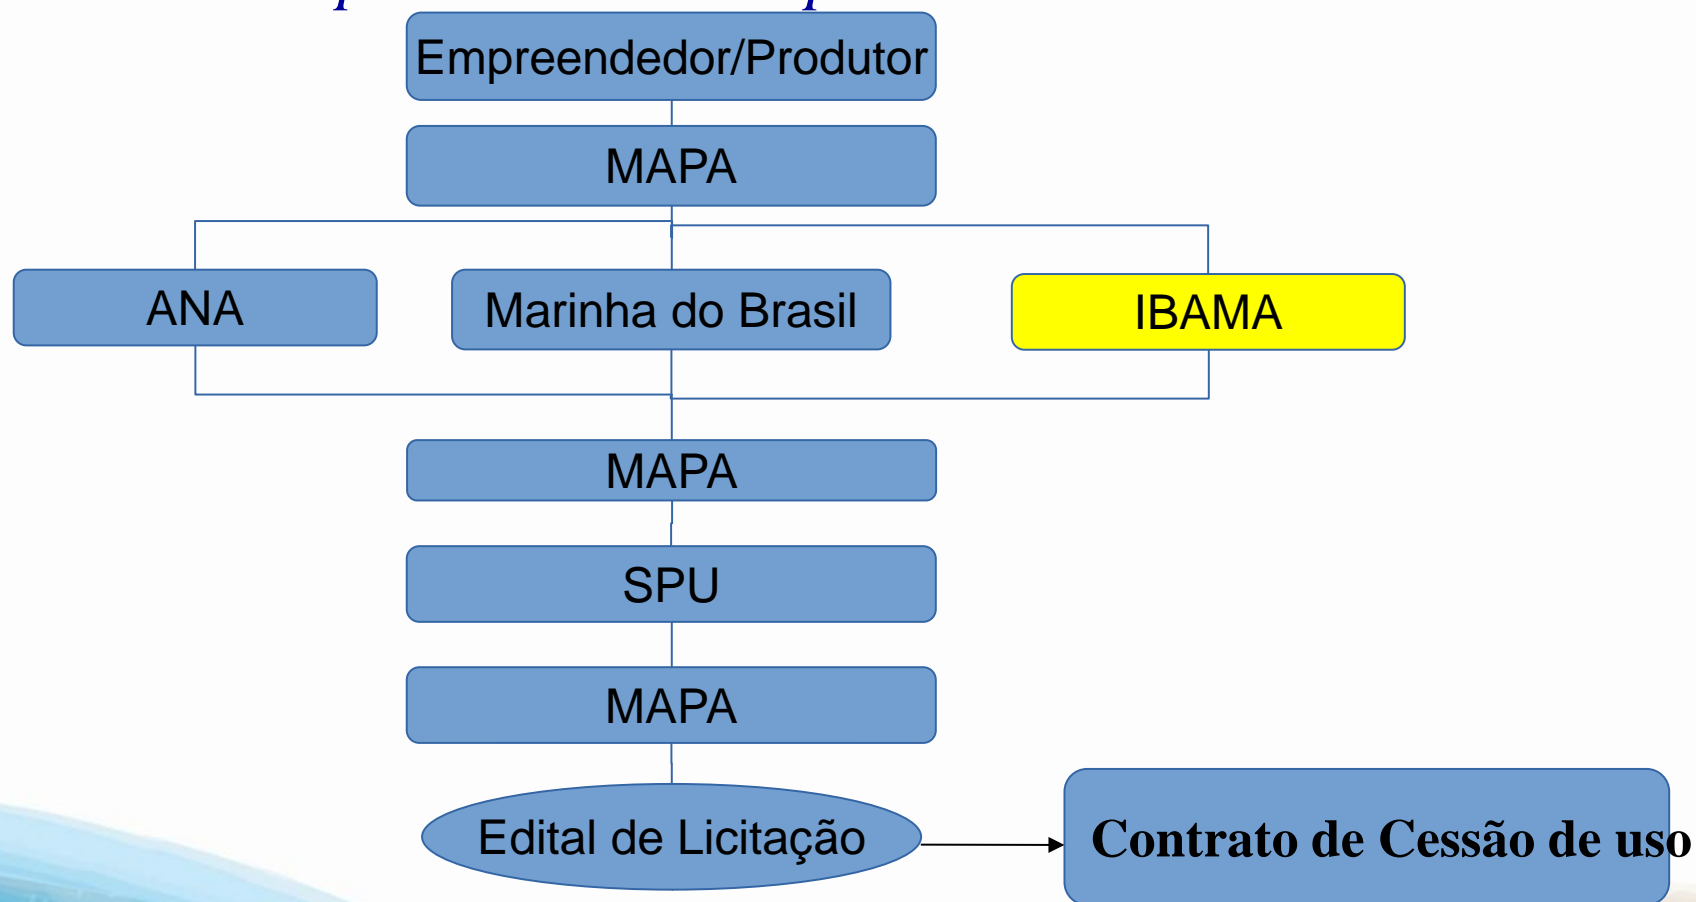 Empreendedor/Produtor
MAPA
ANA
Marinha do Brasil
IBAMA
MAPA
SPU
MAPA
Edital de Licitação
Contrato de Cessão de uso